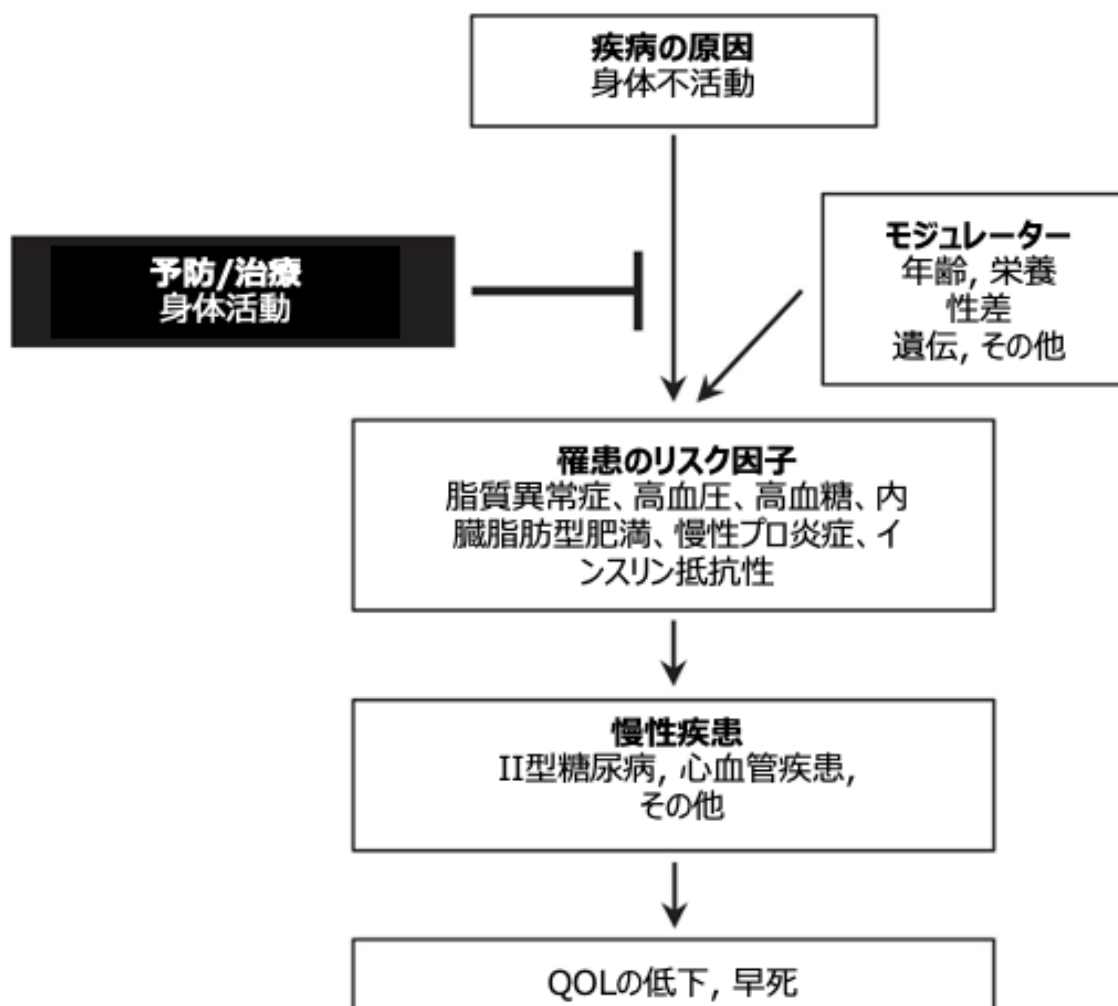 疾病の原因
身体不活動
モジュレーター
年齢, 栄養
性差
遺伝, その他
予防/治療
身体活動
罹患のリスク因子
脂質異常症、高血圧、高血糖、内
臓脂肪型肥満、慢性プロ炎症、イ
ンスリン抵抗性
慢性疾患
II型糖尿病, 心血管疾患,
その他
QOLの低下, 早死